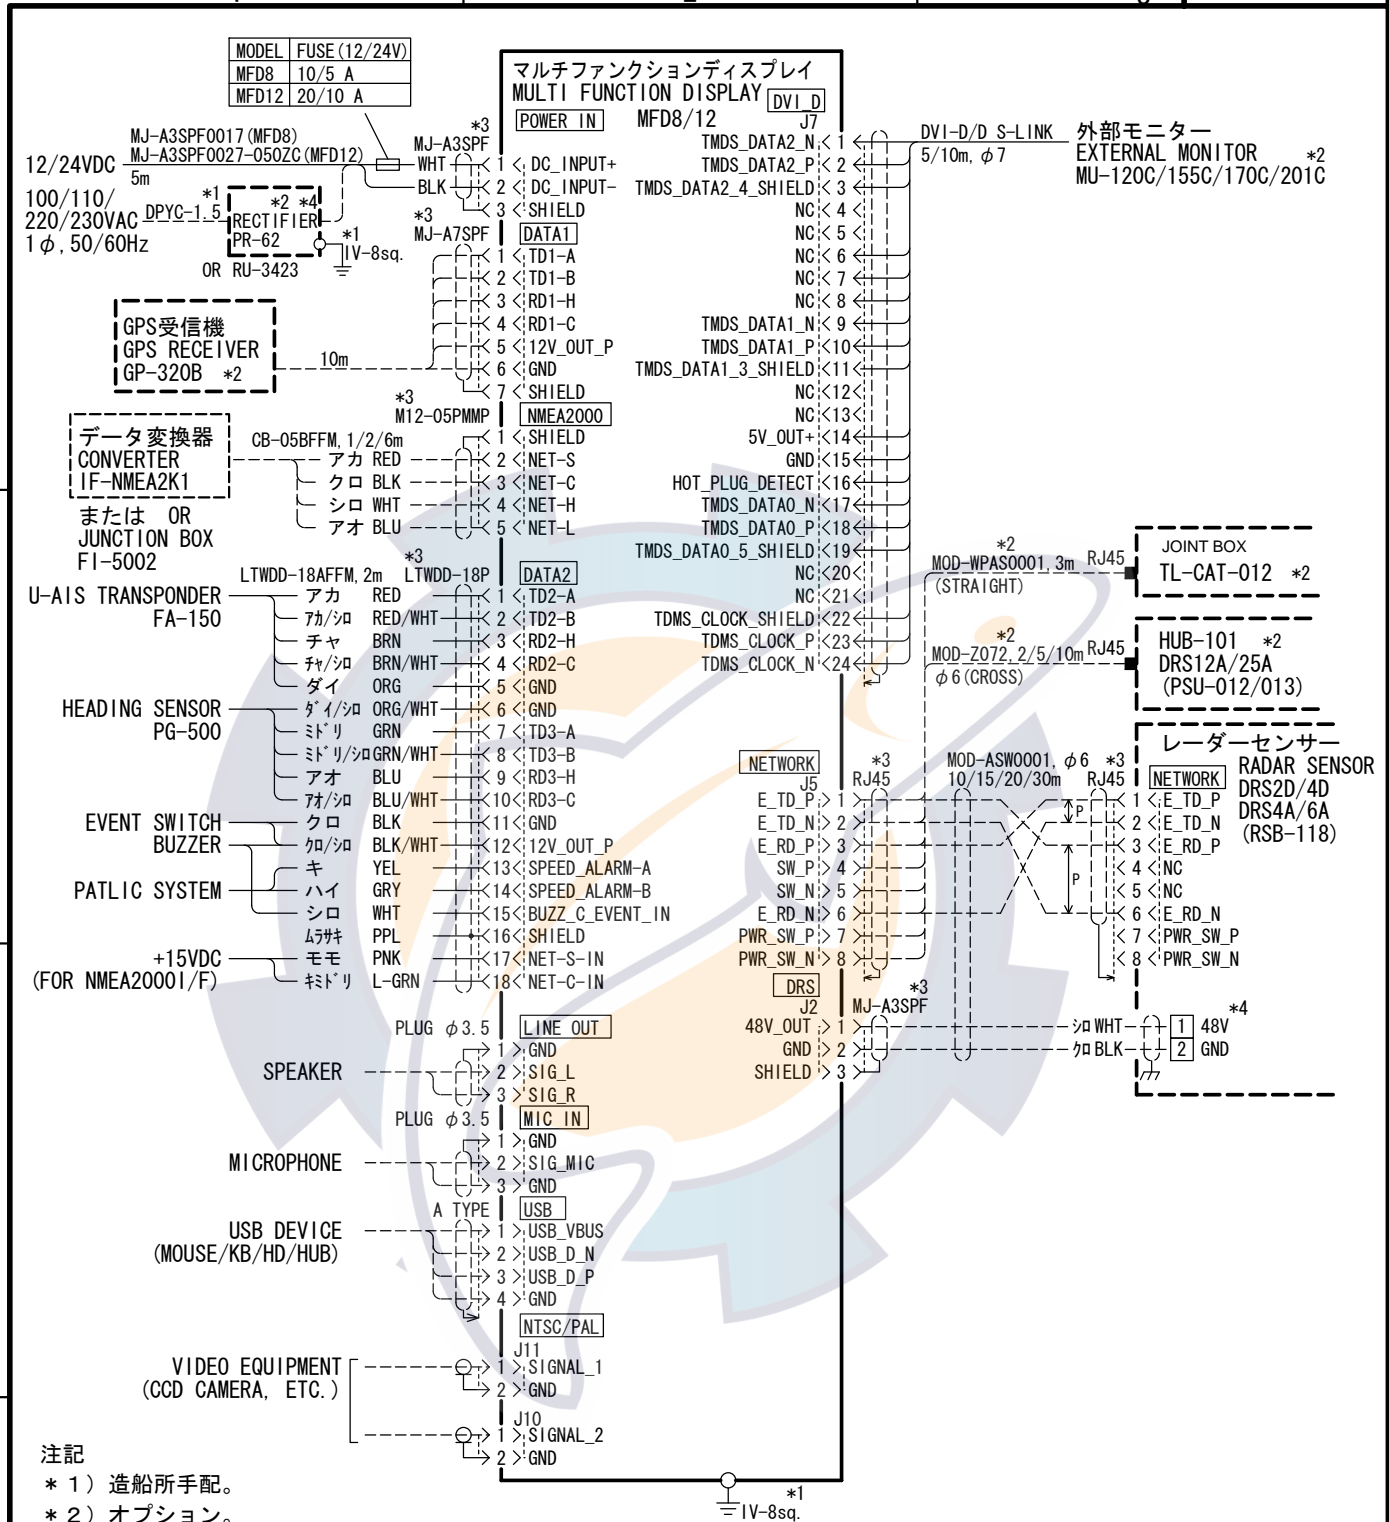 MODEL FUSE(12/24V)
MFD8 10/5 A
MFD12 20/10 A
マルチファンクションディスプレイ
MULTI FUNCTION DISPLAY
MFD8/12
POWER IN
*3
MJ-A3SPF
MJ-A3SPF0017(MFD8)
MJ-A3SPF0027-050ZC(MFD12)
5m
12/24VDC
WHT 1 DC_INPUT+
BLK 2 DC_INPUT-
3 SHIELD
100/110/
220/230VAC
1φ,50/60Hz
*1
DPYC-1.5
*2 *4
RECTIFIER
PR-62
OR RU-3423
*1
IV-8sq.
*3
MJ-A7SPF
DATA1
1 TD1-A
2 TD1-B
3 RD1-H
4 RD1-C
5 12V_OUT_P
6 GND
7 SHIELD
GPS受信機
GPS RECEIVER
GP-320B *2
10m
*3
M12-05PMMP
NMEA2000
データ変換器
CONVERTER
IF-NMEA2K1
または OR
JUNCTION BOX
FI-5002
CB-05BFFM,1/2/6m
1 SHIELD
アカ RED 2 NET-S
クロ BLK 3 NET-C
シロ WHT 4 NET-H
アオ BLU 5 NET-L
*3
LTWDD-18AFFM,2m LTWDD-18P
DATA2
U-AIS TRANSPONDER
FA-150
アカ RED 1 TD2-A
アカ/シロ RED/WHT 2 TD2-B
チャ BRN 3 RD2-H
チャ/シロ BRN/WHT 4 RD2-C
ダイ ORG 5 GND
HEADING SENSOR
PG-500
ダイ/シロ ORG/WHT 6 GND
ミドリ GRN 7 TD3-A
ミドリ/シロ GRN/WHT 8 TD3-B
アオ BLU 9 RD3-H
アオ/シロ BLU/WHT 10 RD3-C
EVENT SWITCH
BUZZER
PATLIC SYSTEM
クロ BLK 11 GND
クロ/シロ BLK/WHT 12 12V_OUT_P
キ YEL 13 SPEED_ALARM-A
ハイ GRY 14 SPEED_ALARM-B
シロ WHT 15 BUZZ_C_EVENT_IN
ムラサキ PPL 16 SHIELD
+15VDC
(FOR NMEA2000I/F)
モモ PNK 17 NET-S-IN
キミドリ L-GRN 18 NET-C-IN
PLUG φ3.5 LINE OUT
SPEAKER
1 GND
2 SIG_L
3 SIG_R
PLUG φ3.5 MIC IN
MICROPHONE
1 GND
2 SIG_MIC
3 GND
A TYPE USB
USB DEVICE
(MOUSE/KB/HD/HUB)
1 USB_VBUS
2 USB_D_N
3 USB_D_P
4 GND
NTSC/PAL
VIDEO EQUIPMENT
(CCD CAMERA, ETC.)
J11
1 SIGNAL_1
2 GND
J10
1 SIGNAL_2
2 GND
DVI_D
J7
TMDS_DATA2_N 1
TMDS_DATA2_P 2
TMDS_DATA2_4_SHIELD 3
NC 4
NC 5
NC 6
NC 7
NC 8
TMDS_DATA1_N 9
TMDS_DATA1_P 10
TMDS_DATA1_3_SHIELD 11
NC 12
NC 13
5V_OUT+ 14
GND 15
HOT_PLUG_DETECT 16
TMDS_DATA0_N 17
TMDS_DATA0_P 18
TMDS_DATA0_5_SHIELD 19
NC 20
NC 21
TDMS_CLOCK_SHIELD 22
TDMS_CLOCK_P 23
TDMS_CLOCK_N 24
DVI-D/D S-LINK
5/10m,φ7
外部モニター
EXTERNAL MONITOR *2
MU-120C/155C/170C/201C
*2
MOD-WPAS0001,3m RJ45
(STRAIGHT)
JOINT BOX
TL-CAT-012 *2
*2
MOD-Z072,2/5/10m RJ45
φ6(CROSS)
HUB-101 *2
DRS12A/25A
(PSU-012/013)
NETWORK
J5
*3
RJ45
MOD-ASW0001,φ6
10/15/20/30m
*3
RJ45
レーダーセンサー
RADAR SENSOR
DRS2D/4D
DRS4A/6A
(RSB-118)
NETWORK
E_TD_P 1
E_TD_N 2
E_RD_P 3
SW_P 4
SW_N 5
E_RD_N 6
PWR_SW_P 7
PWR_SW_N 8
P
P
1 E_TD_P
2 E_TD_N
3 E_RD_P
4 NC
5 NC
6 E_RD_N
7 PWR_SW_P
8 PWR_SW_N
DRS
J2
*3
MJ-A3SPF
48V_OUT 1
GND 2
SHIELD 3
*4
シロ WHT 1 48V
クロ BLK 2 GND
*1
IV-8sq.
注記
*1）造船所手配。
*2）オプション。